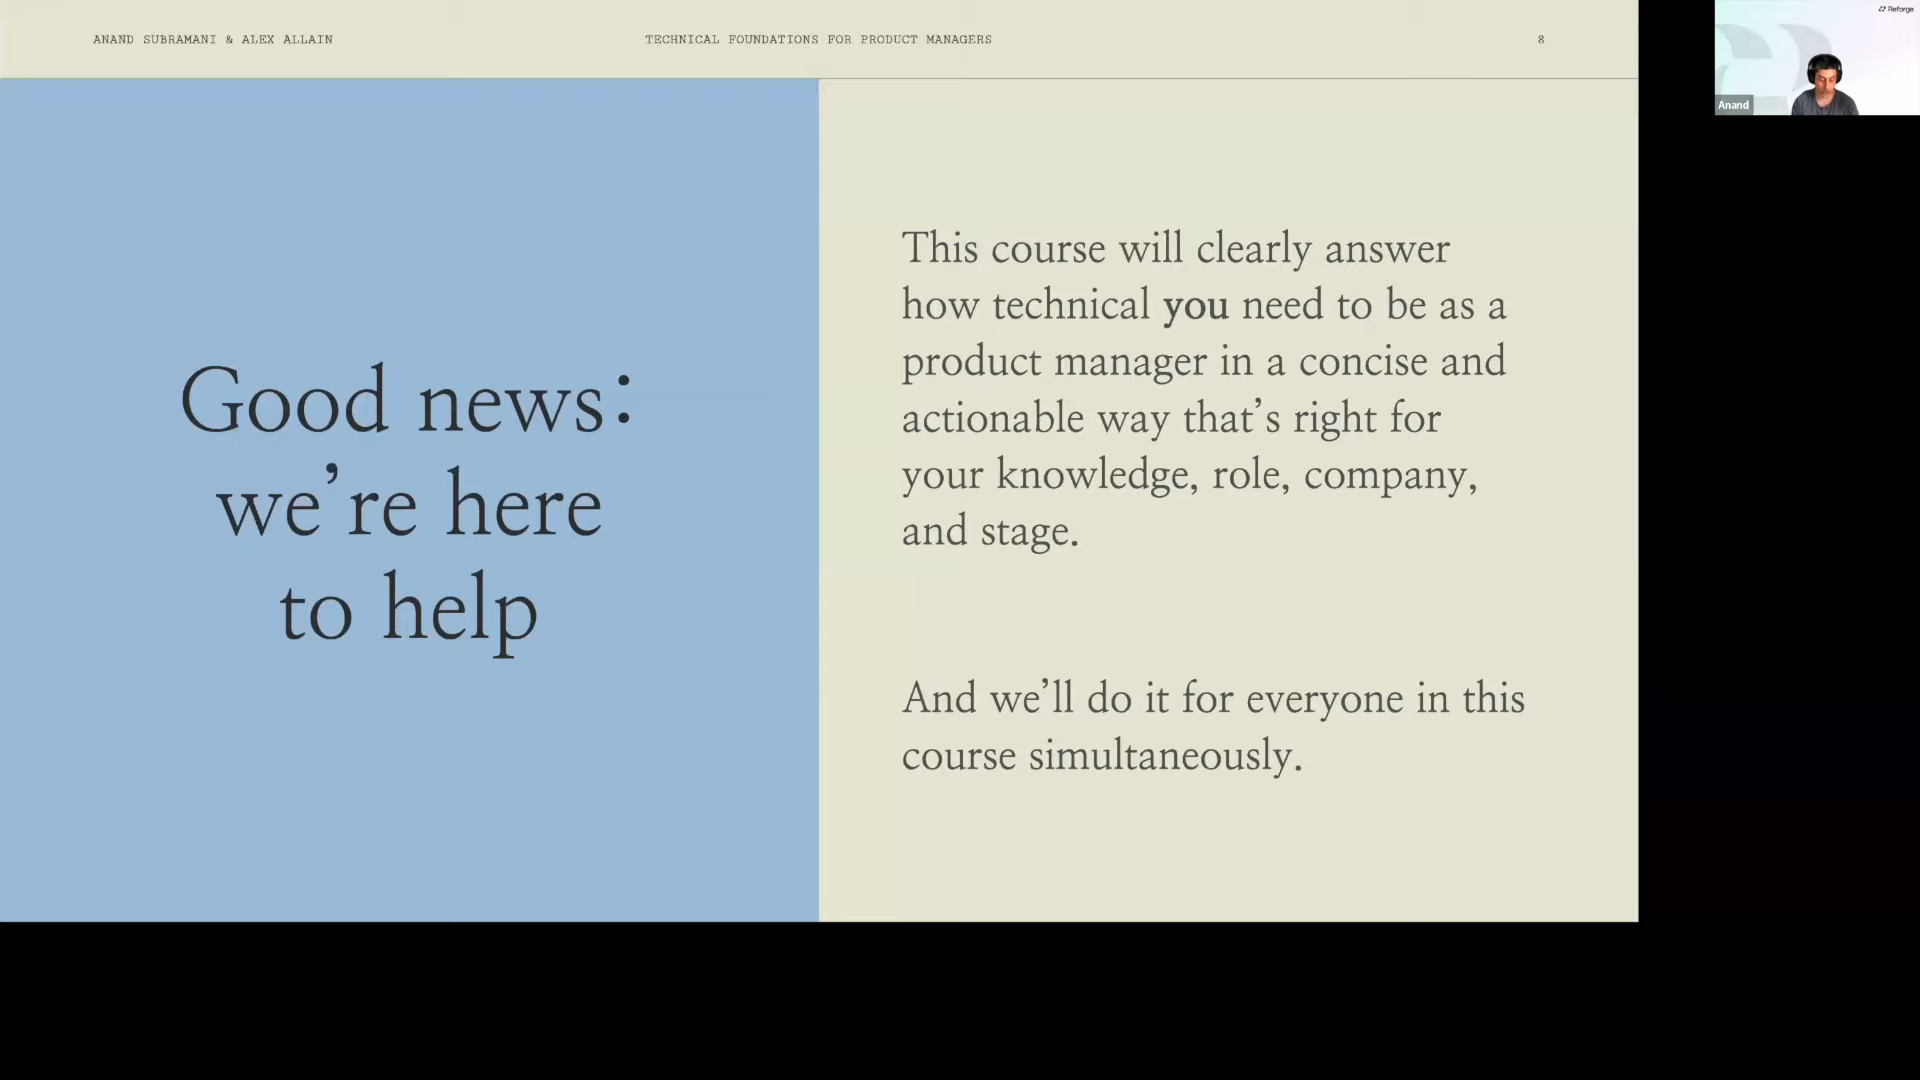 ANAND SUBRAMANI & ALEX ALLAIN
TECHNICAL FOUNDATIONS FOR PRODUCT MANAGERS
8
Good news:
we’re here
to help
This course will clearly answer
how technical you need to be as a
product manager in a concise and
actionable way that’s right for
your knowledge, role, company,
and stage.
And we’ll do it for everyone in this
course simultaneously.
Reforge
Anand